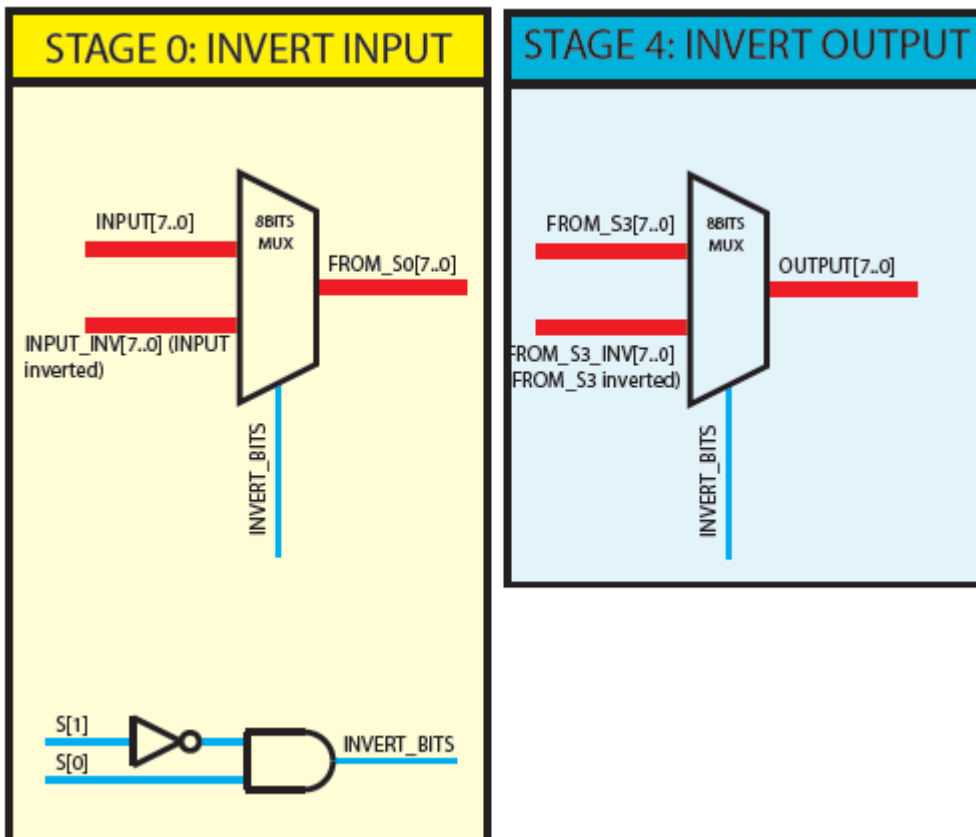 STAGE 0: INVERT INPUT
INPUT[7..0]
8BITS
MUX
FROM_S0[7..0]
INPUT_INV[7..0] (INPUT
inverted)
INVERT_BITS
S[1]
S[0]
INVERT_BITS
STAGE 4: INVERT OUTPUT
FROM_S3[7..0]
8BITS
MUX
OUTPUT[7..0]
FROM_S3_INV[7..0]
(FROM_S3 inverted)
INVERT_BITS